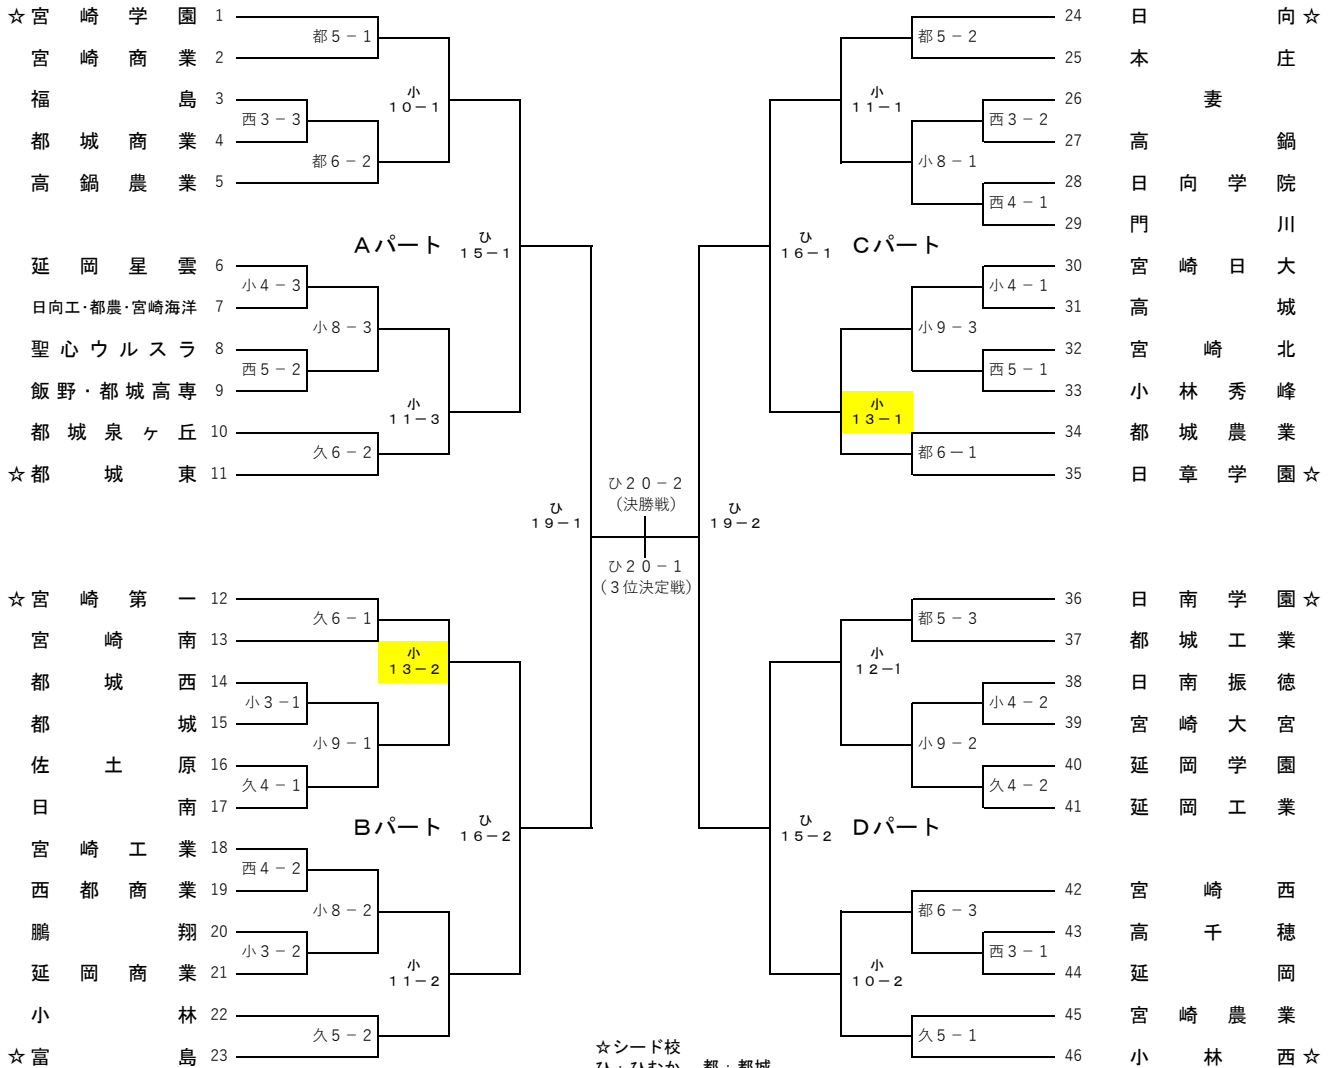 ☆宮崎学園 1
宮崎商業 2
福島 3
都城商業 4
高鍋農業 5
延岡星雲 6
日向工・都農・宮崎海洋 7
聖心ウルスラ 8
飯野・都城高専 9
都城泉ヶ丘 10
☆都城東 11
☆宮崎第一 12
宮崎南 13
都城西 14
都城 15
佐土原 16
日南 17
宮崎工業 18
西都商業 19
鵬翔 20
延岡商業 21
小林 22
☆富島 23
都5-1
西3-3
都6-2
小
10-1
小4-3
西5-2
小8-3
久6-2
小
11-3
Aパート
ひ
15-1
久6-1
小3-1
久4-1
小9-1
小
13-2
西4-2
小3-2
小8-2
久5-2
小
11-2
Bパート
ひ
16-2
ひ
19-1
ひ20-2
(決勝戦)
ひ20-1
(3位決定戦)
ひ
19-2
ひ
16-1
Cパート
小
11-1
都5-2
西3-2
小8-1
西4-1
小4-1
小9-3
西5-1
小
13-1
都6-1
ひ
15-2
Dパート
小
12-1
都5-3
小4-2
小9-2
久4-2
都6-3
西3-1
小
10-2
久5-1
24 日向☆
25 本庄
26 妻
27 高鍋
28 日向学院
29 門川
30 宮崎日大
31 高城
32 宮崎北
33 小林秀峰
34 都城農業
35 日章学園☆
36 日南学園☆
37 都城工業
38 日南振徳
39 宮崎大宮
40 延岡学園
41 延岡工業
42 宮崎西
43 高千穂
44 延岡
45 宮崎農業
46 小林西☆
☆シード校
ひ:ひむか 都:都城